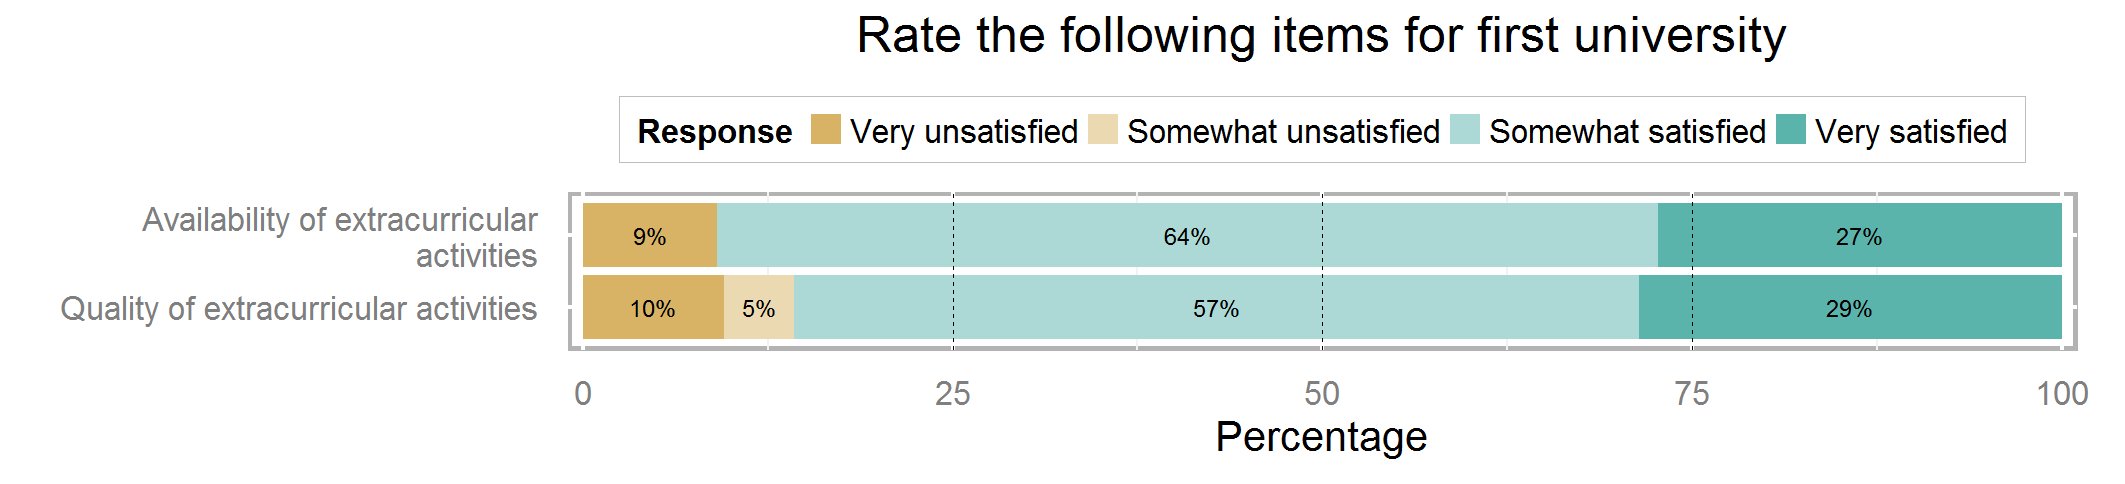 Rate the following items for first university
Response Very unsatisfied Somewhat unsatisfied Somewhat satisfied Very satisfied
Availability of extracurricular
activities
9% 64% 27%
Quality of extracurricular activities
10% 5% 57% 29%
0 25 50 75 100
Percentage